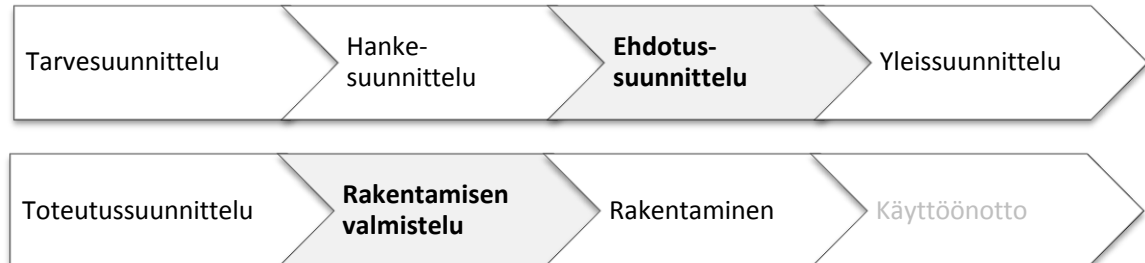 Tarvesuunnittelu
Hanke-
suunnittelu
Ehdotus-
suunnittelu
Yleissuunnittelu
Toteutussuunnittelu
Rakentamisen
valmistelu
Rakentaminen
Käyttöönotto